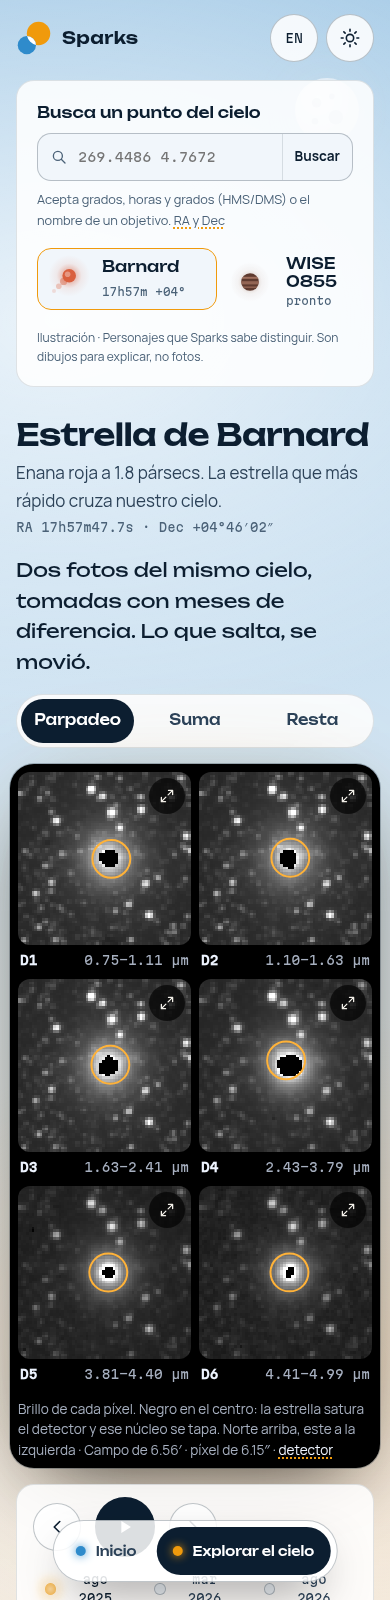 Sparks
EN
Busca un punto del cielo
269.4486 4.7672
Buscar
Acepta grados, horas y grados (HMS/DMS) o el
nombre de un objetivo. RA y Dec
Barnard
17h57m +04°
WISE
0855
pronto
Ilustración · Personajes que Sparks sabe distinguir. Son
dibujos para explicar, no fotos.
Estrella de Barnard
Enana roja a 1.8 pársecs. La estrella que más
rápido cruza nuestro cielo.
RA 17h57m47.7s · Dec +04°46′02″
Dos fotos del mismo cielo,
tomadas con meses de
diferencia. Lo que salta, se
movió.
Parpadeo
Suma
Resta
D1 0.75–1.11 µm
D2 1.10–1.63 µm
D3 1.63–2.41 µm
D4 2.43–3.79 µm
D5 3.81–4.40 µm
D6 4.41–4.99 µm
Brillo de cada píxel. Negro en el centro: la estrella satura
el detector y ese núcleo se tapa. Norte arriba, este a la
izquierda · Campo de 6.56′ · píxel de 6.15″ · detector
Inicio
Explorar el cielo
ago
2025
mar
2026
ago
2026